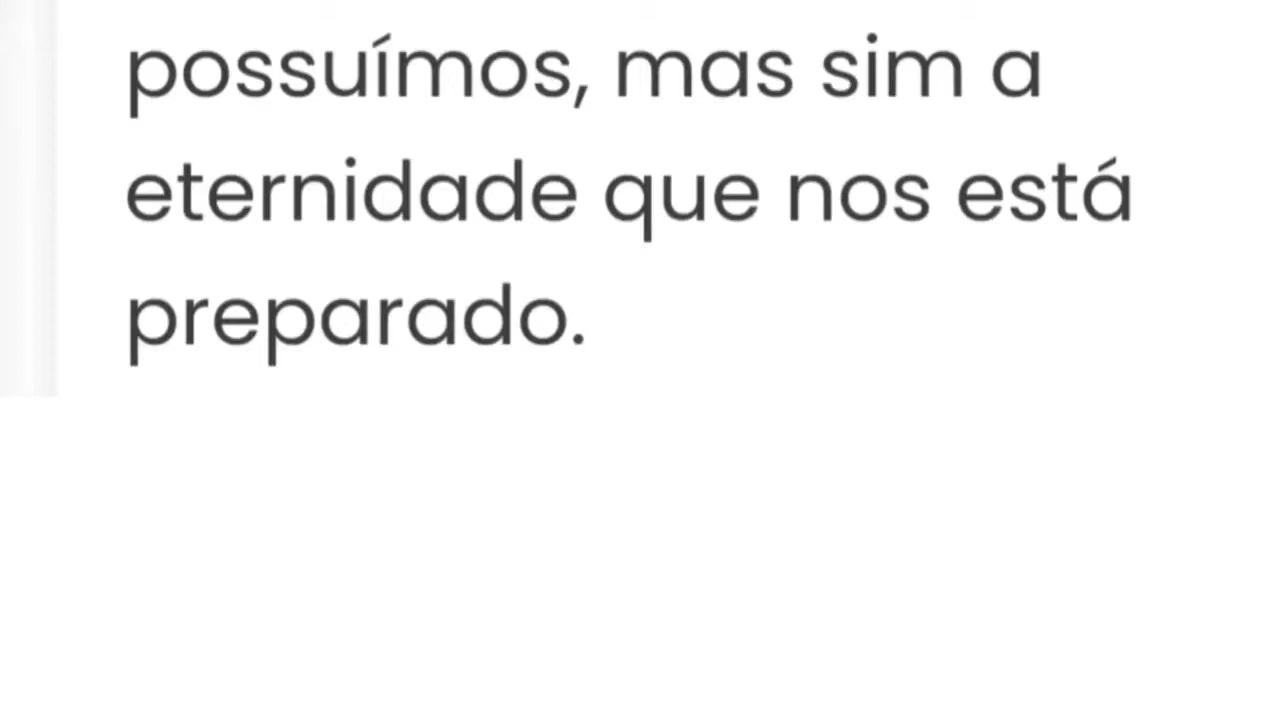 possuímos, mas sim a
eternidade que nos está
preparado.